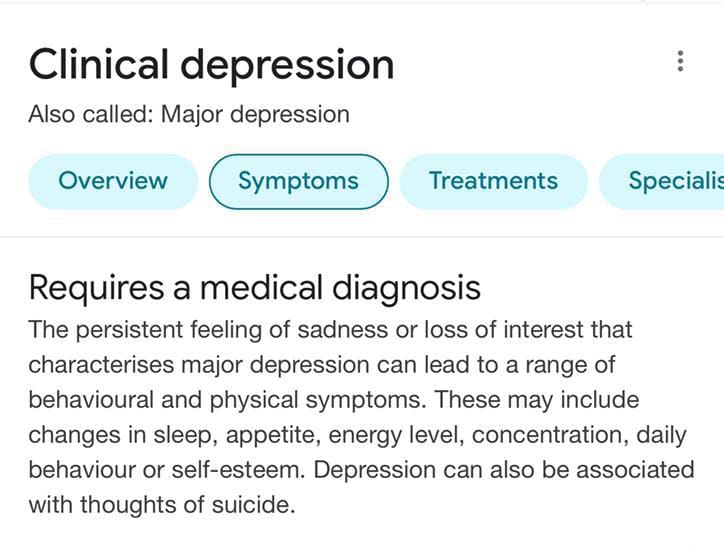 Clinical depression
Also called: Major depression
Overview Symptoms Treatments Specialis
Requires a medical diagnosis
The persistent feeling of sadness or loss of interest that
characterises major depression can lead to a range of
behavioural and physical symptoms. These may include
changes in sleep, appetite, energy level, concentration, daily
behaviour or self-esteem. Depression can also be associated
with thoughts of suicide.